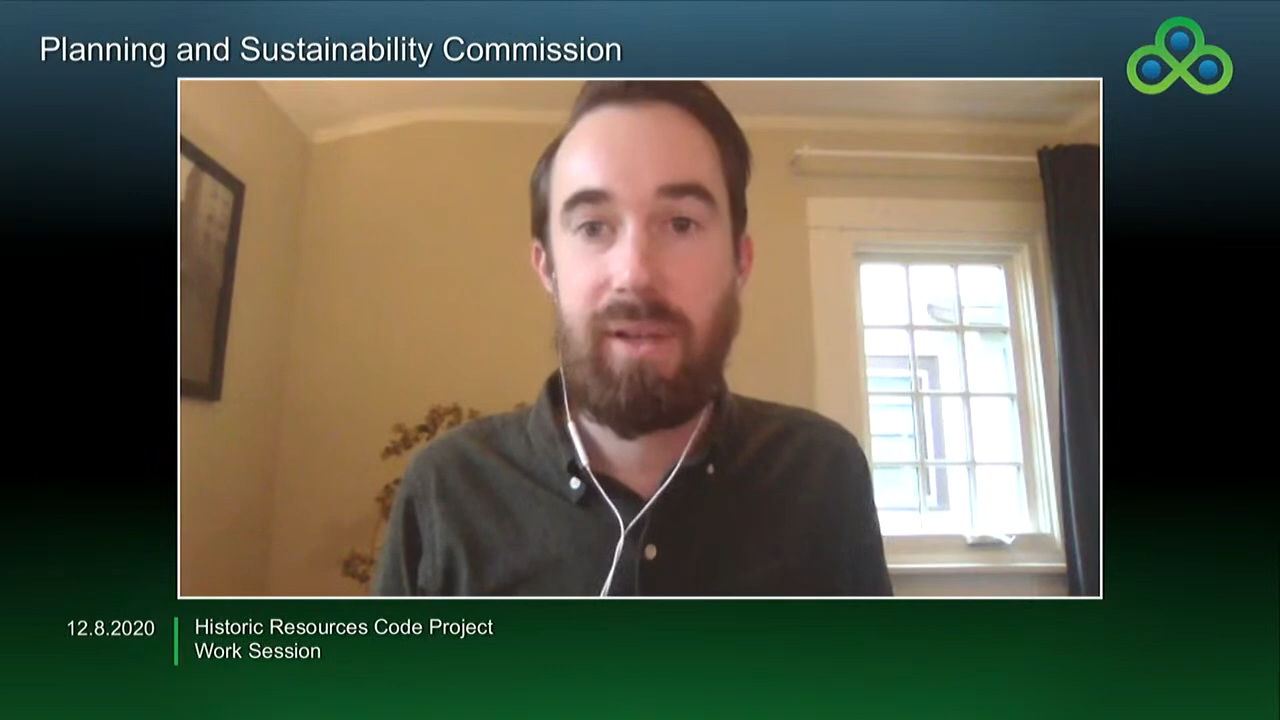 Planning and Sustainability Commission
12.8.2020
Historic Resources Code Project
Work Session